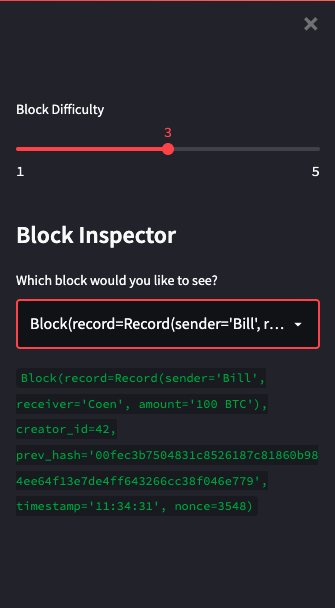 Block Difficulty
3
1 5
Block Inspector
Which block would you like to see?
Block(record=Record(sender='Bill', r...
Block(record=Record(sender='Bill',
receiver='Coen', amount='100 BTC'),
creator_id=42,
prev_hash='00fec3b7504831c8526187c81860b98
4ee64f13e7de4ff643266cc38f046e779',
timestamp='11:34:31', nonce=3548)